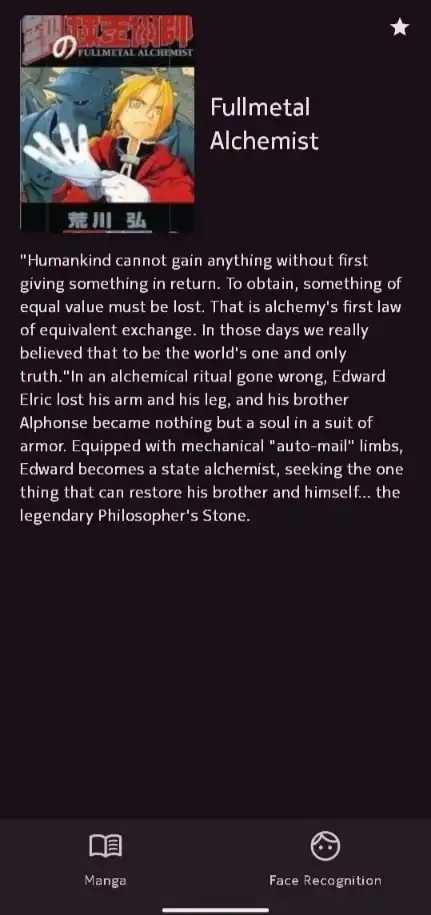 鋼の錬金術師
FULLMETAL ALCHEMIST
荒川 弘
Fullmetal
Alchemist
"Humankind cannot gain anything without first
giving something in return. To obtain, something of
equal value must be lost. That is alchemy's first law
of equivalent exchange. In those days we really
believed that to be the world's one and only
truth."In an alchemical ritual gone wrong, Edward
Elric lost his arm and his leg, and his brother
Alphonse became nothing but a soul in a suit of
armor. Equipped with mechanical "auto-mail" limbs,
Edward becomes a state alchemist, seeking the one
thing that can restore his brother and himself... the
legendary Philosopher's Stone.
Manga
Face Recognition